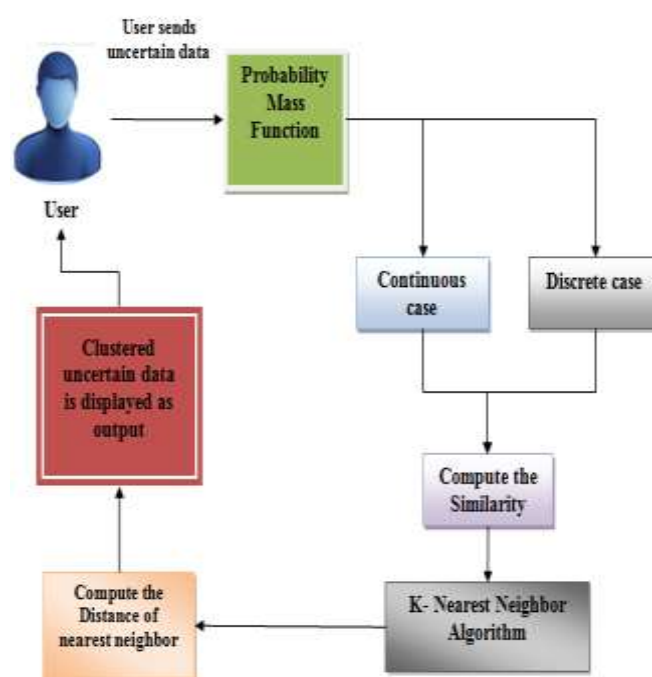 User sends
uncertain data
Probability
Mass
Function
User
Continuous
case
Discrete case
Clustered
uncertain data
is displayed as
output
Compute the
Similarity
Compute the
Distance of
nearest neighbor
K- Nearest Neighbor
Algorithm